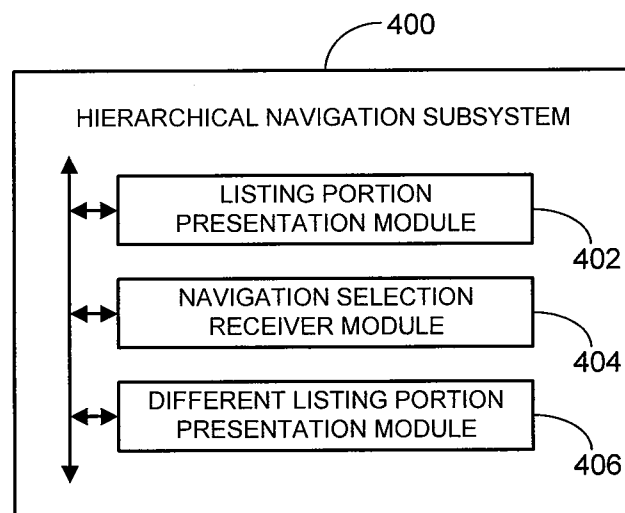 400
HIERARCHICAL NAVIGATION SUBSYSTEM
LISTING PORTION
PRESENTATION MODULE
402
NAVIGATION SELECTION
RECEIVER MODULE
404
DIFFERENT LISTING PORTION
PRESENTATION MODULE
406